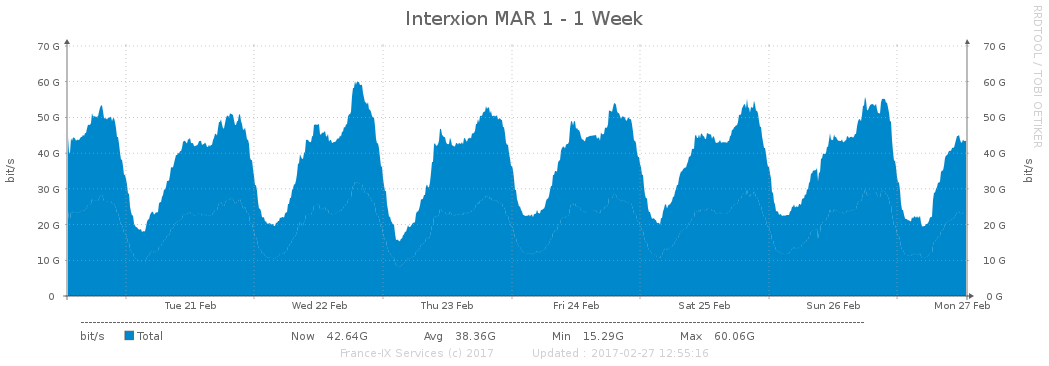 Interxion MAR 1 - 1 Week
RRDTOOL / TOBI OETIKER
70 G 70 G
60 G 60 G
50 G 50 G
40 G 40 G
30 G 30 G
20 G 20 G
10 G 10 G
0 0 G
bit/s bit/s
Tue 21 Feb Wed 22 Feb Thu 23 Feb Fri 24 Feb Sat 25 Feb Sun 26 Feb Mon 27 Feb
bit/s Total Now 42.64G Avg 38.36G Min 15.29G Max 60.06G
France-IX Services (c) 2017 Updated : 2017-02-27 12:55:16